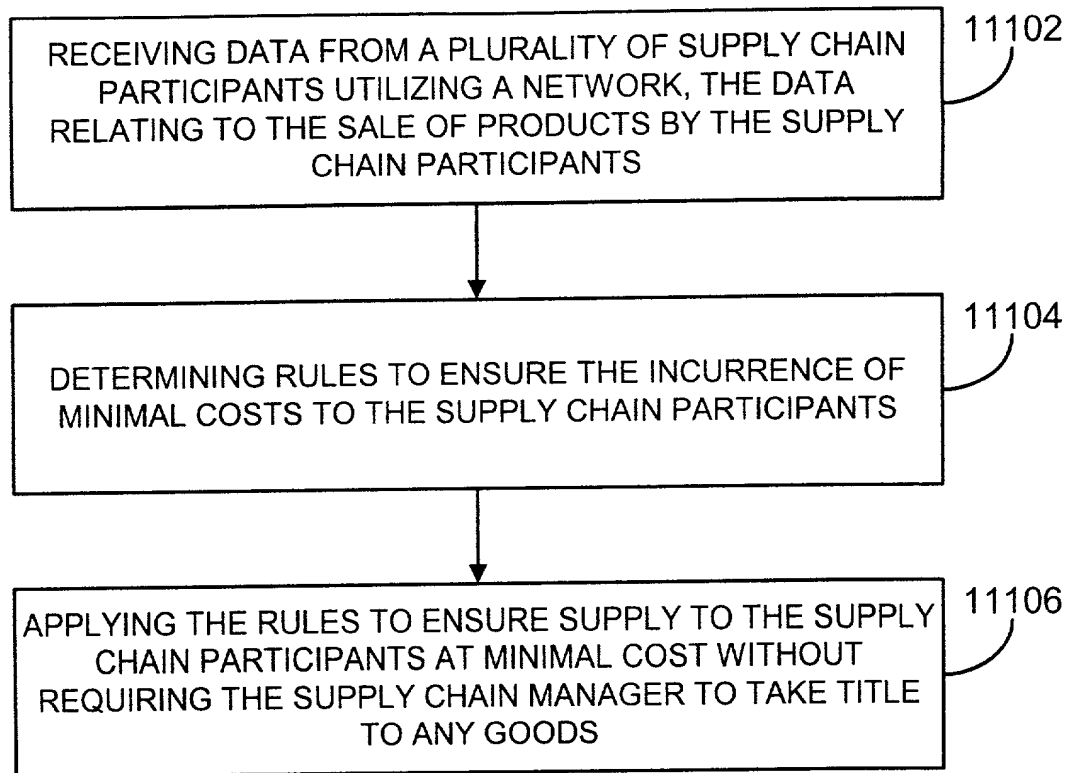 RECEIVING DATA FROM A PLURALITY OF SUPPLY CHAIN
PARTICIPANTS UTILIZING A NETWORK, THE DATA
RELATING TO THE SALE OF PRODUCTS BY THE SUPPLY
CHAIN PARTICIPANTS
11102
DETERMINING RULES TO ENSURE THE INCURRENCE OF
MINIMAL COSTS TO THE SUPPLY CHAIN PARTICIPANTS
11104
APPLYING THE RULES TO ENSURE SUPPLY TO THE SUPPLY
CHAIN PARTICIPANTS AT MINIMAL COST WITHOUT
REQUIRING THE SUPPLY CHAIN MANAGER TO TAKE TITLE
TO ANY GOODS
11106